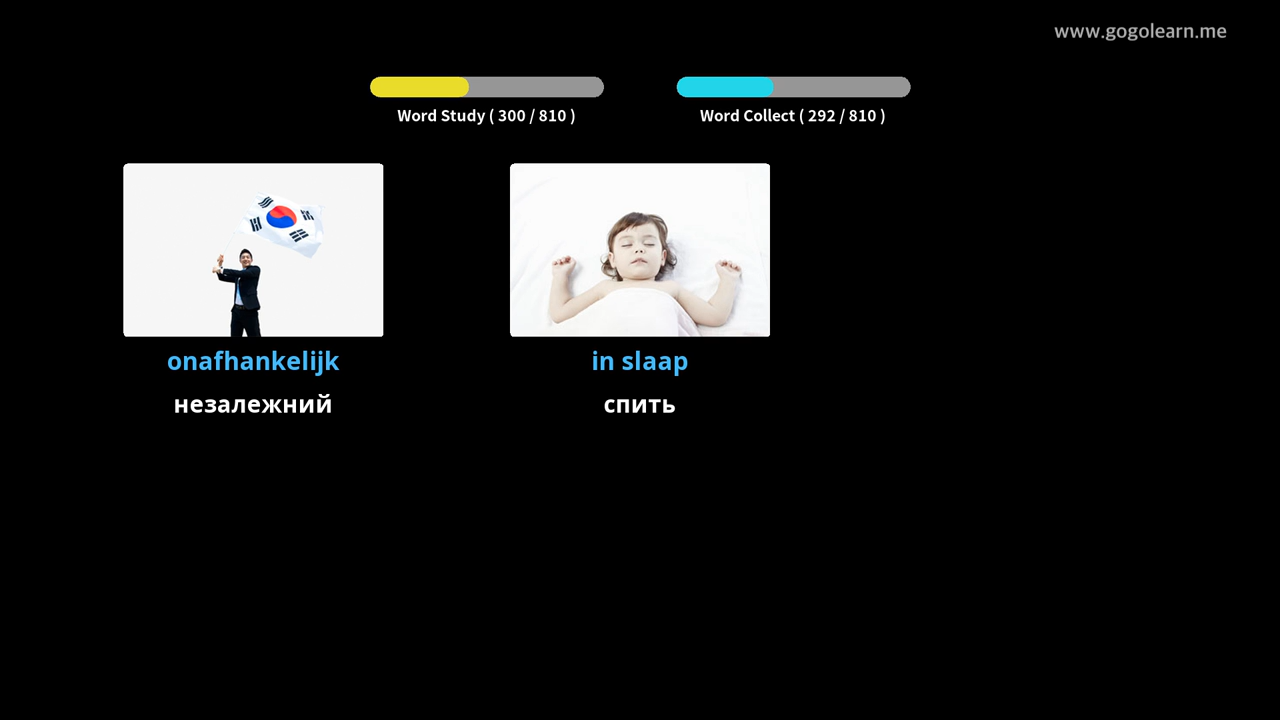 www.gogolearn.me
Word Study ( 300 / 810 )
Word Collect ( 292 / 810 )
onafhankelijk
in slaap
незалежний
спить